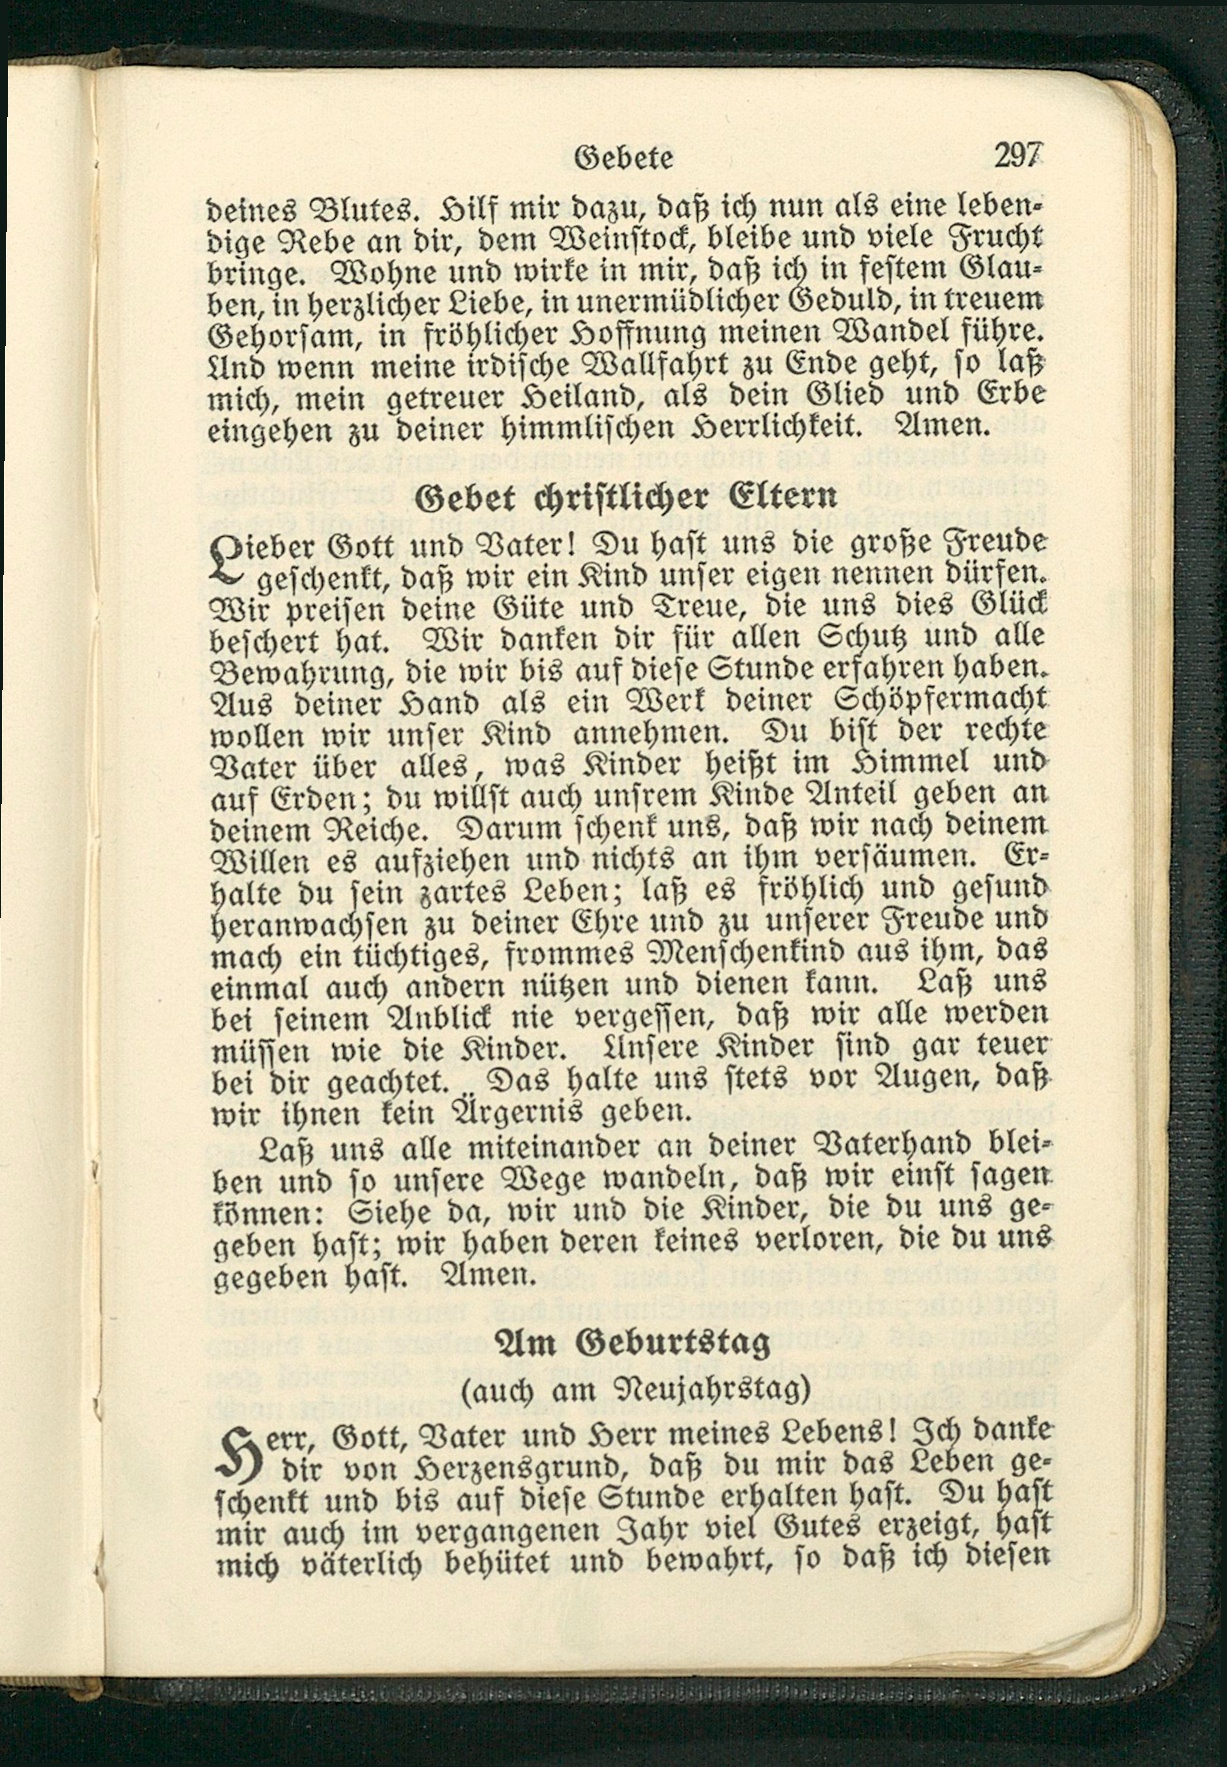 Gebete 297
deines Blutes. Hilf mir dazu, daß ich nun als eine leben-
dige Rebe an dir, dem Weinstock, bleibe und viele Frucht
bringe. Wohne und wirke in mir, daß ich in festem Glau-
ben, in herzlicher Liebe, in unermüdlicher Geduld, in treuem
Gehorsam, in fröhlicher Hoffnung meinen Wandel führe.
Und wenn meine irdische Wallfahrt zu Ende geht, so laß
mich, mein getreuer Heiland, als dein Glied und Erbe
eingehen zu deiner himmlischen Herrlichkeit. Amen.
Gebet christlicher Eltern
Lieber Gott und Vater! Du hast uns die große Freude
geschenkt, daß wir ein Kind unser eigen nennen dürfen.
Wir preisen deine Güte und Treue, die uns dies Glück
beschert hat. Wir danken dir für allen Schutz und alle
Bewahrung, die wir bis auf diese Stunde erfahren haben.
Aus deiner Hand als ein Werk deiner Schöpfermacht
wollen wir unser Kind annehmen. Du bist der rechte
Vater über alles, was Kinder heißt im Himmel und
auf Erden; du willst auch unsrem Kinde Anteil geben an
deinem Reiche. Darum schenk uns, daß wir nach deinem
Willen es aufziehen und nichts an ihm versäumen. Er-
halte du sein zartes Leben; laß es fröhlich und gesund
heranwachsen zu deiner Ehre und zu unserer Freude und
mach ein tüchtiges, frommes Menschenkind aus ihm, das
einmal auch andern nützen und dienen kann. Laß uns
bei seinem Anblick nie vergessen, daß wir alle werden
müssen wie die Kinder. Unsere Kinder sind gar teuer
bei dir geachtet. Das halte uns stets vor Augen, daß
wir ihnen kein Ärgernis geben.
Laß uns alle miteinander an deiner Vaterhand blei-
ben und so unsere Wege wandeln, daß wir einst sagen
können: Siehe da, wir und die Kinder, die du uns ge-
geben hast; wir haben deren keines verloren, die du uns
gegeben hast. Amen.
Am Geburtstag
(auch am Neujahrstag)
Herr, Gott, Vater und Herr meines Lebens! Ich danke
dir von Herzensgrund, daß du mir das Leben ge-
schenkt und bis auf diese Stunde erhalten hast. Du hast
mir auch im vergangenen Jahr viel Gutes erzeigt, hast
mich väterlich behütet und bewahrt, so daß ich diesen